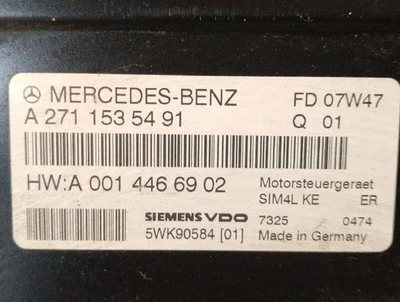 MERCEDES-BENZ FD 07W47
A 271 153 54 91 Q 01
HW:A 001 446 69 02 Motorsteuergeraet
SIM4L KE ER
SIEMENS VDO 7325 0474
5WK90584 [01] Made in Germany